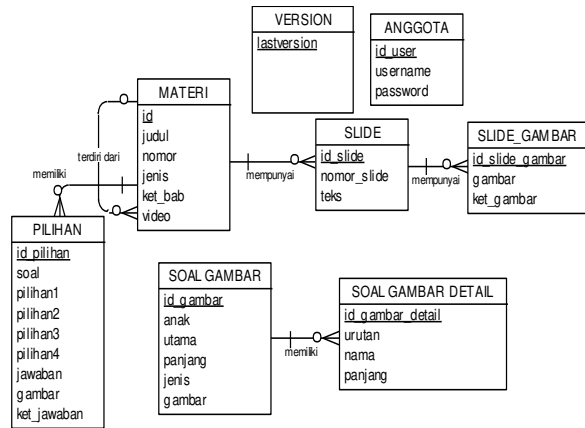 VERSION
lastversion
ANGGOTA
id_user
username
password
MATERI
id
judul
nomor
jenis
ket_bab
video
terdiri dari
memiliki
mempunyai
SLIDE
id_slide
nomor_slide
teks
mempunyai
SLIDE_GAMBAR
id_slide_gambar
gambar
ket_gambar
PILIHAN
id_pilihan
soal
pilihan1
pilihan2
pilihan3
pilihan4
jawaban
gambar
ket_jawaban
SOAL GAMBAR
id_gambar
anak
utama
panjang
jenis
gambar
memiliki
SOAL GAMBAR DETAIL
id_gambar_detail
urutan
nama
panjang